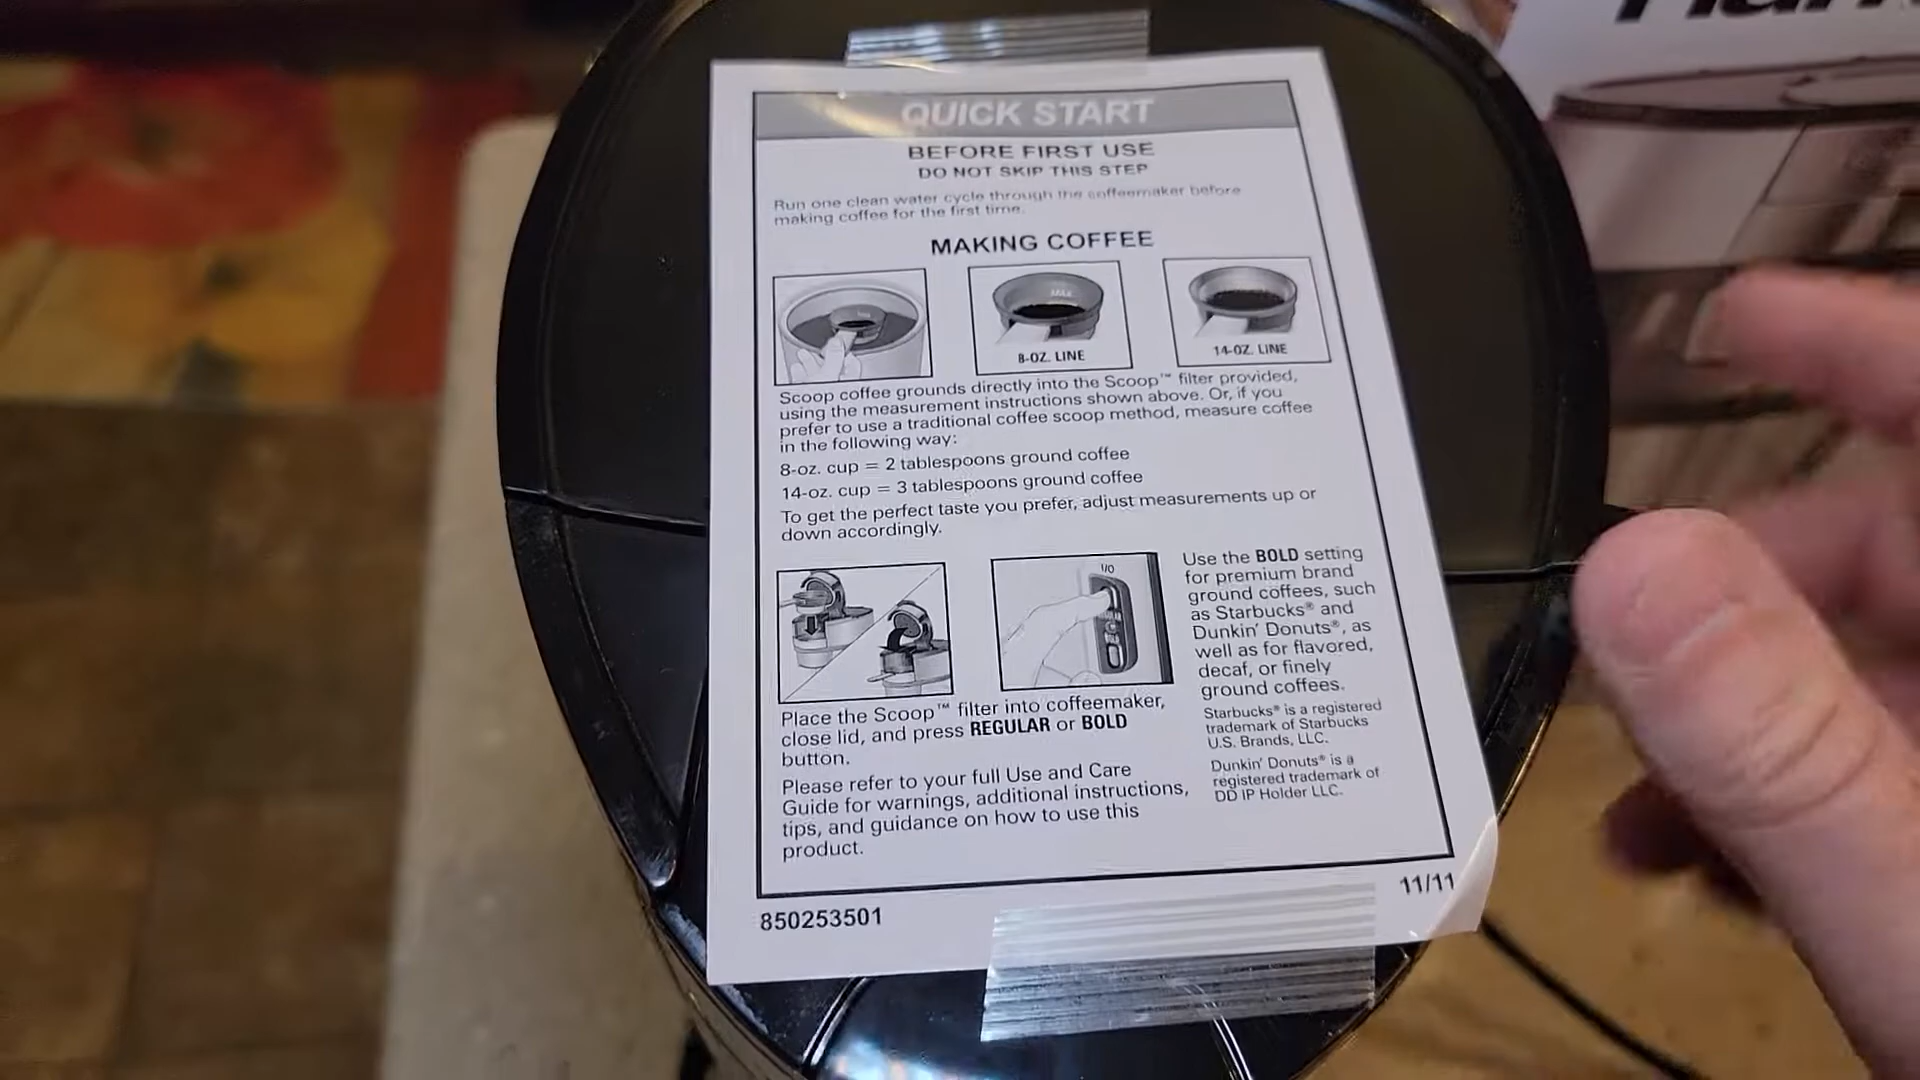 QUICK START
BEFORE FIRST USE
DO NOT SKIP THIS STEP
Run one clean water cycle through the coffeemaker before
making coffee for the first time.
MAKING COFFEE
MAX
8-OZ. LINE
14-OZ. LINE
Scoop coffee grounds directly into the Scoop™ filter provided,
using the measurement instructions shown above. Or, if you
prefer to use a traditional coffee scoop method, measure coffee
in the following way:
8-oz. cup = 2 tablespoons ground coffee
14-oz. cup = 3 tablespoons ground coffee
To get the perfect taste you prefer, adjust measurements up or
down accordingly.
I/O
Place the Scoop™ filter into coffeemaker,
close lid, and press REGULAR or BOLD
button.
Please refer to your full Use and Care
Guide for warnings, additional instructions,
tips, and guidance on how to use this
product.
Use the BOLD setting
for premium brand
ground coffees, such
as Starbucks® and
Dunkin' Donuts®, as
well as for flavored,
decaf, or finely
ground coffees.
Starbucks® is a registered
trademark of Starbucks
U.S. Brands, LLC.
Dunkin' Donuts® is a
registered trademark of
DD IP Holder LLC.
850253501
11/11